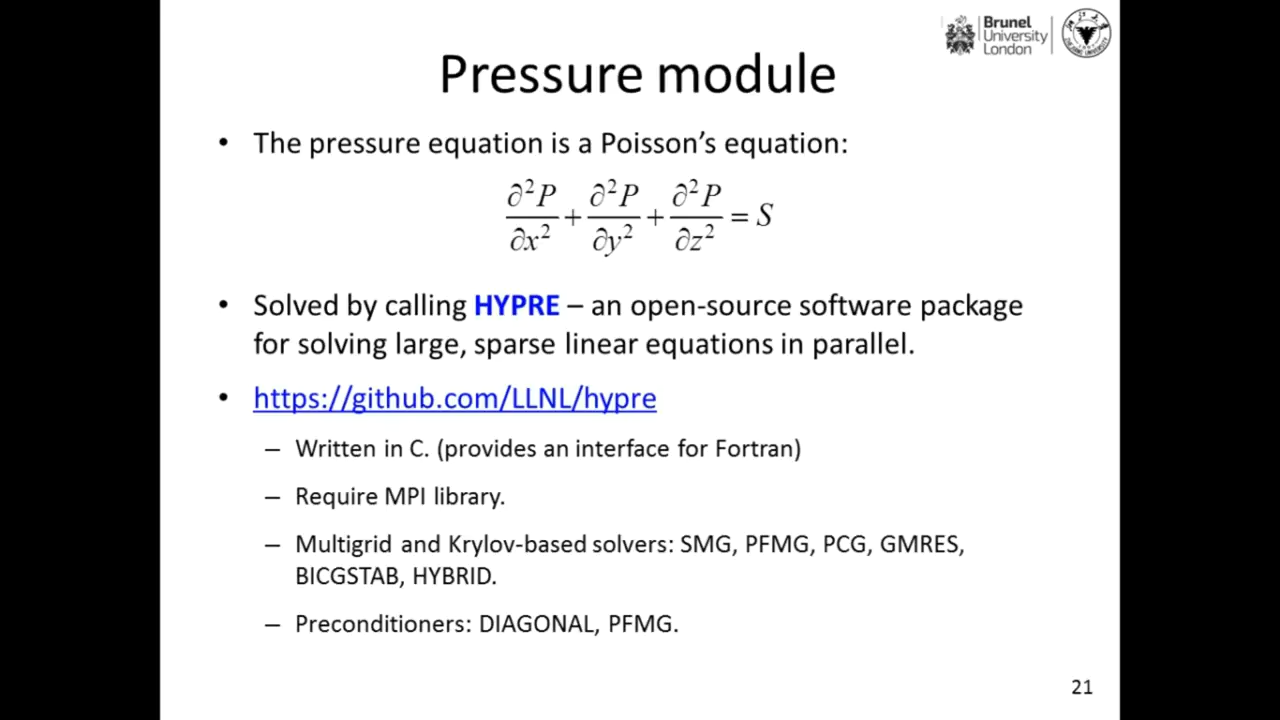 Brunel
University
London
Pressure module
• The pressure equation is a Poisson's equation:
∂²P/∂x² + ∂²P/∂y² + ∂²P/∂z² = S
• Solved by calling HYPRE – an open-source software package
for solving large, sparse linear equations in parallel.
• https://github.com/LLNL/hypre
– Written in C. (provides an interface for Fortran)
– Require MPI library.
– Multigrid and Krylov-based solvers: SMG, PFMG, PCG, GMRES,
BICGSTAB, HYBRID.
– Preconditioners: DIAGONAL, PFMG.
21